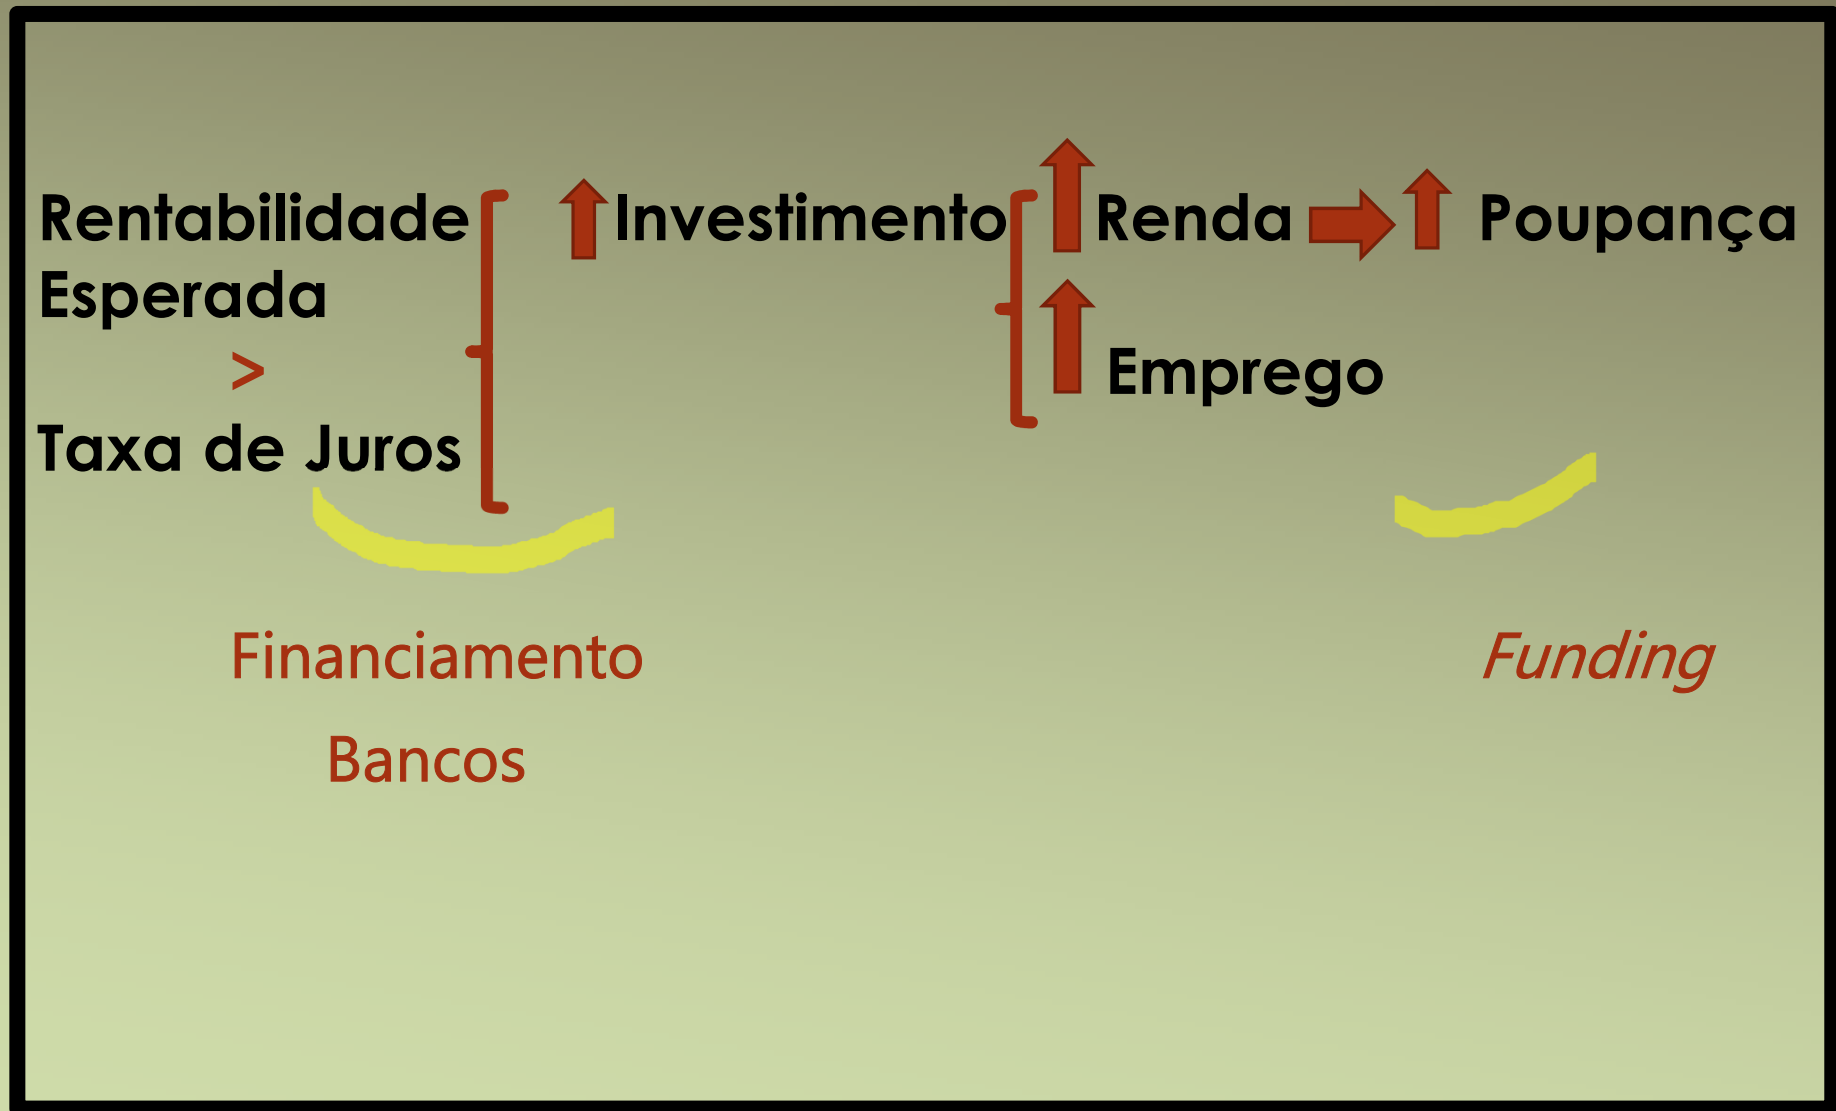 Rentabilidade Investimento Renda Poupança
Esperada
>
Emprego
Taxa de Juros
Financiamento Funding
Bancos